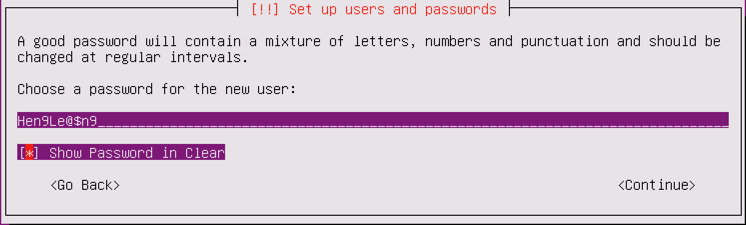 [!!] Set up users and passwords
A good password will contain a mixture of letters, numbers and punctuation and should be
changed at regular intervals.
Choose a password for the new user:
Hen9Le@$n9
[*] Show Password in Clear
<Go Back> <Continue>